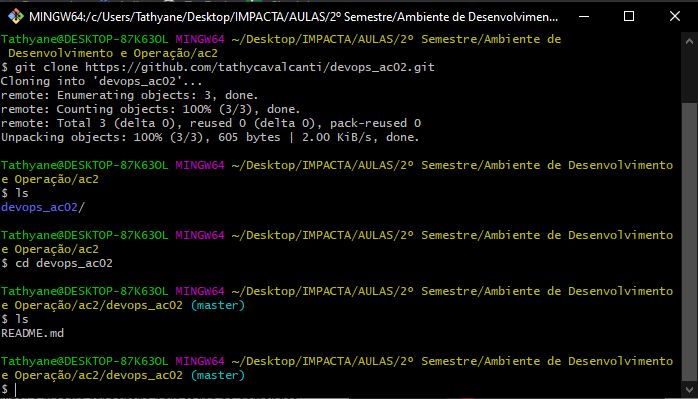 MINGW64:/c/Users/Tathyane/Desktop/IMPACTA/AULAS/2º Semestre/Ambiente de Desenvolvimen...
Tathyane@DESKTOP-87K63OL MINGW64 ~/Desktop/IMPACTA/AULAS/2º Semestre/Ambiente de
Desenvolvimento e Operação/ac2
$ git clone https://github.com/tathycavalcanti/devops_ac02.git
Cloning into 'devops_ac02'...
remote: Enumerating objects: 3, done.
remote: Counting objects: 100% (3/3), done.
remote: Total 3 (delta 0), reused 0 (delta 0), pack-reused 0
Unpacking objects: 100% (3/3), 605 bytes | 2.00 KiB/s, done.
Tathyane@DESKTOP-87K63OL MINGW64 ~/Desktop/IMPACTA/AULAS/2º Semestre/Ambiente de Desenvolvimento
e Operação/ac2
$ ls
devops_ac02/
Tathyane@DESKTOP-87K63OL MINGW64 ~/Desktop/IMPACTA/AULAS/2º Semestre/Ambiente de Desenvolvimento
e Operação/ac2
$ cd devops_ac02
Tathyane@DESKTOP-87K63OL MINGW64 ~/Desktop/IMPACTA/AULAS/2º Semestre/Ambiente de Desenvolvimento
e Operação/ac2/devops_ac02 (master)
$ ls
README.md
Tathyane@DESKTOP-87K63OL MINGW64 ~/Desktop/IMPACTA/AULAS/2º Semestre/Ambiente de Desenvolvimento
e Operação/ac2/devops_ac02 (master)
$